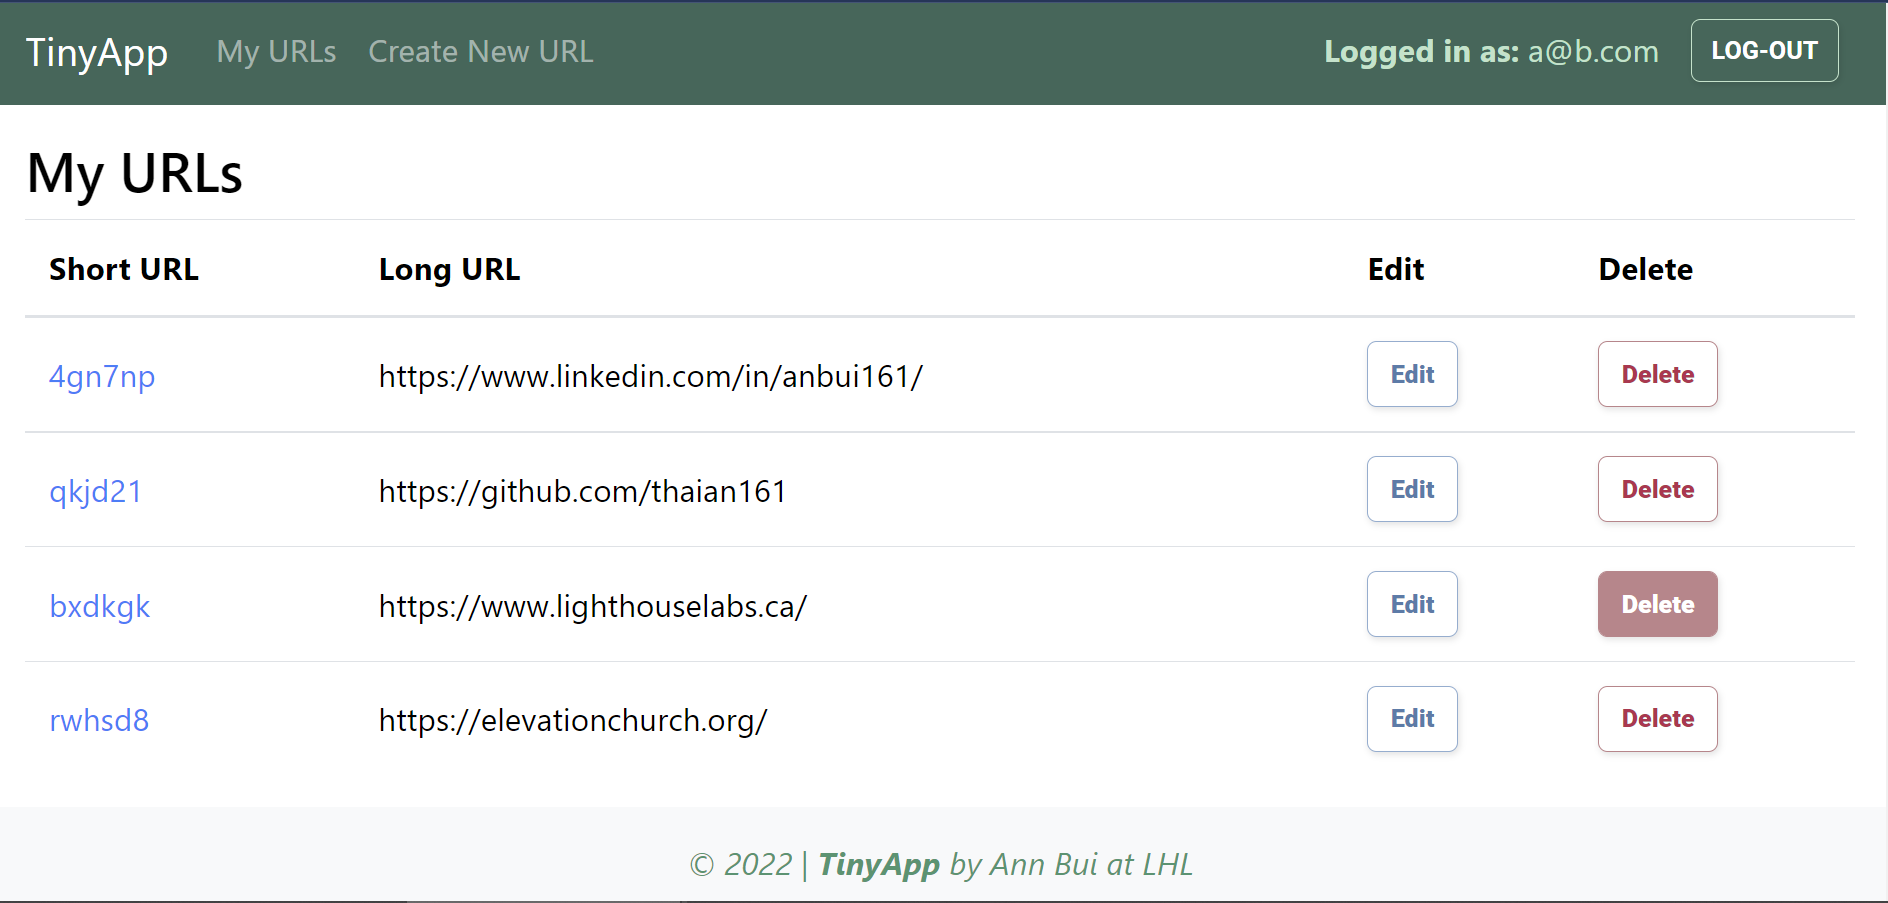 TinyApp My URLs Create New URL Logged in as: a@b.com LOG-OUT
My URLs
Short URL Long URL Edit Delete
4gn7np https://www.linkedin.com/in/anbui161/ Edit Delete
qkjd21 https://github.com/thaian161 Edit Delete
bxdkgk https://www.lighthouselabs.ca/ Edit Delete
rwhsd8 https://elevationchurch.org/ Edit Delete
© 2022 | TinyApp by Ann Bui at LHL